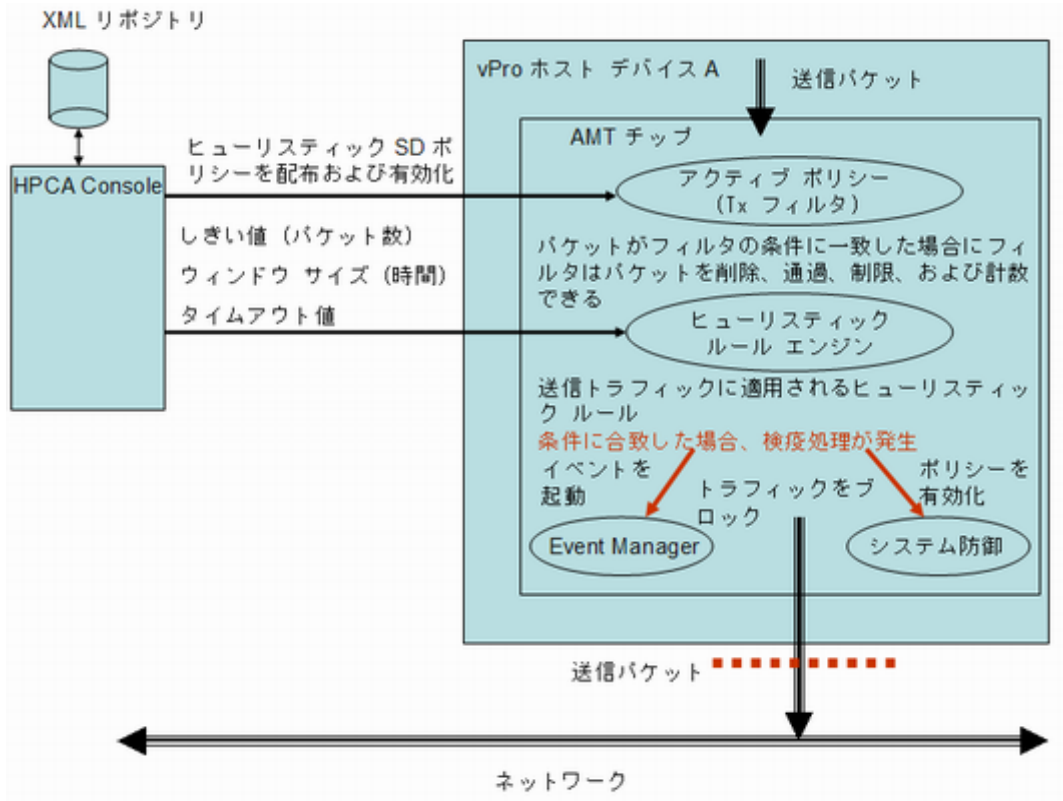 XML リポジトリ
vPro ホスト デバイス A
送信パケット
AMT チップ
ヒューリスティック SD ポ
リシーを配布および有効化
HPCA Console
アクティブ ポリシー
(Tx フィルタ)
しきい値 (パケット数)
ウィンドウ サイズ (時間)
タイムアウト値
パケットがフィルタの条件に一致した場合にフィ
ルタはパケットを削除、通過、制限、および計数
できる
ヒューリスティック
ルール エンジン
送信トラフィックに適用されるヒューリスティッ
ク ルール
条件に合致した場合、検疫処理が発生
イベントを
起動
トラフィックをブ
ロック
ポリシーを
有効化
Event Manager
システム防御
送信パケット
ネットワーク